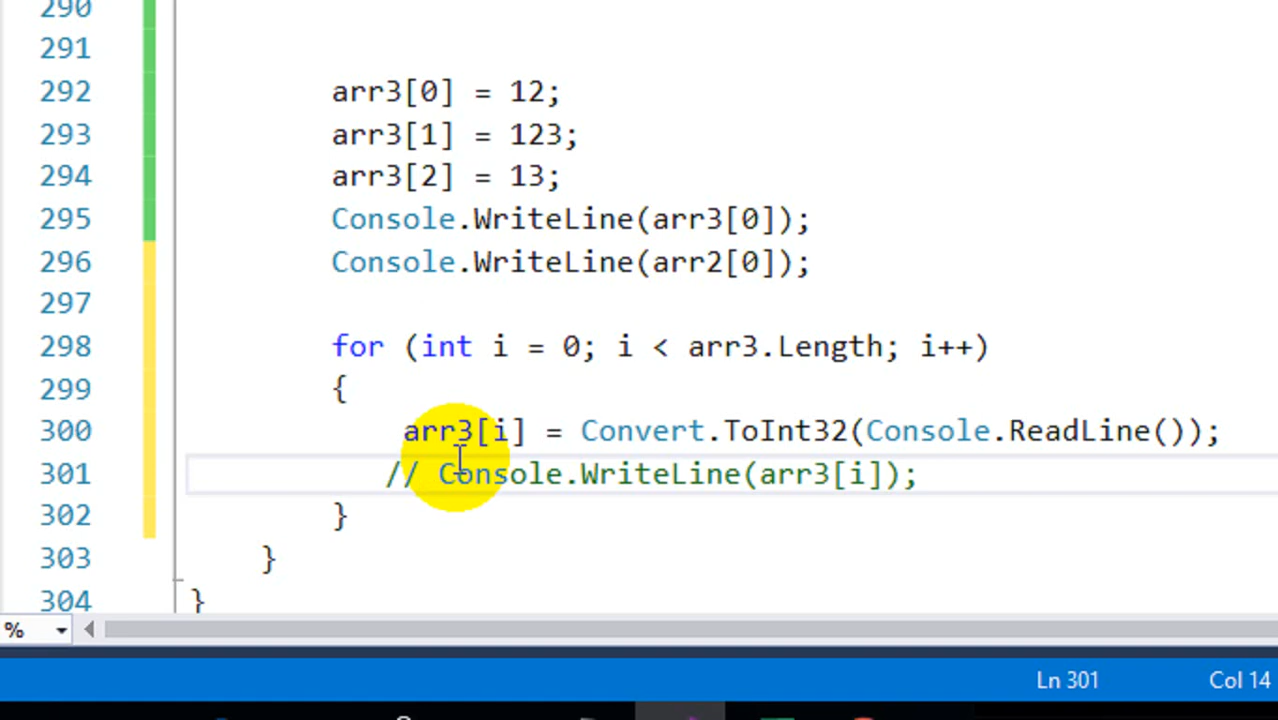 290
291
292 arr3[0] = 12;
293 arr3[1] = 123;
294 arr3[2] = 13;
295 Console.WriteLine(arr3[0]);
296 Console.WriteLine(arr2[0]);
297
298 for (int i = 0; i < arr3.Length; i++)
299 {
300 arr3[i] = Convert.ToInt32(Console.ReadLine());
301 // Console.WriteLine(arr3[i]);
302 }
303 }
304 }
%
Ln 301 Col 14